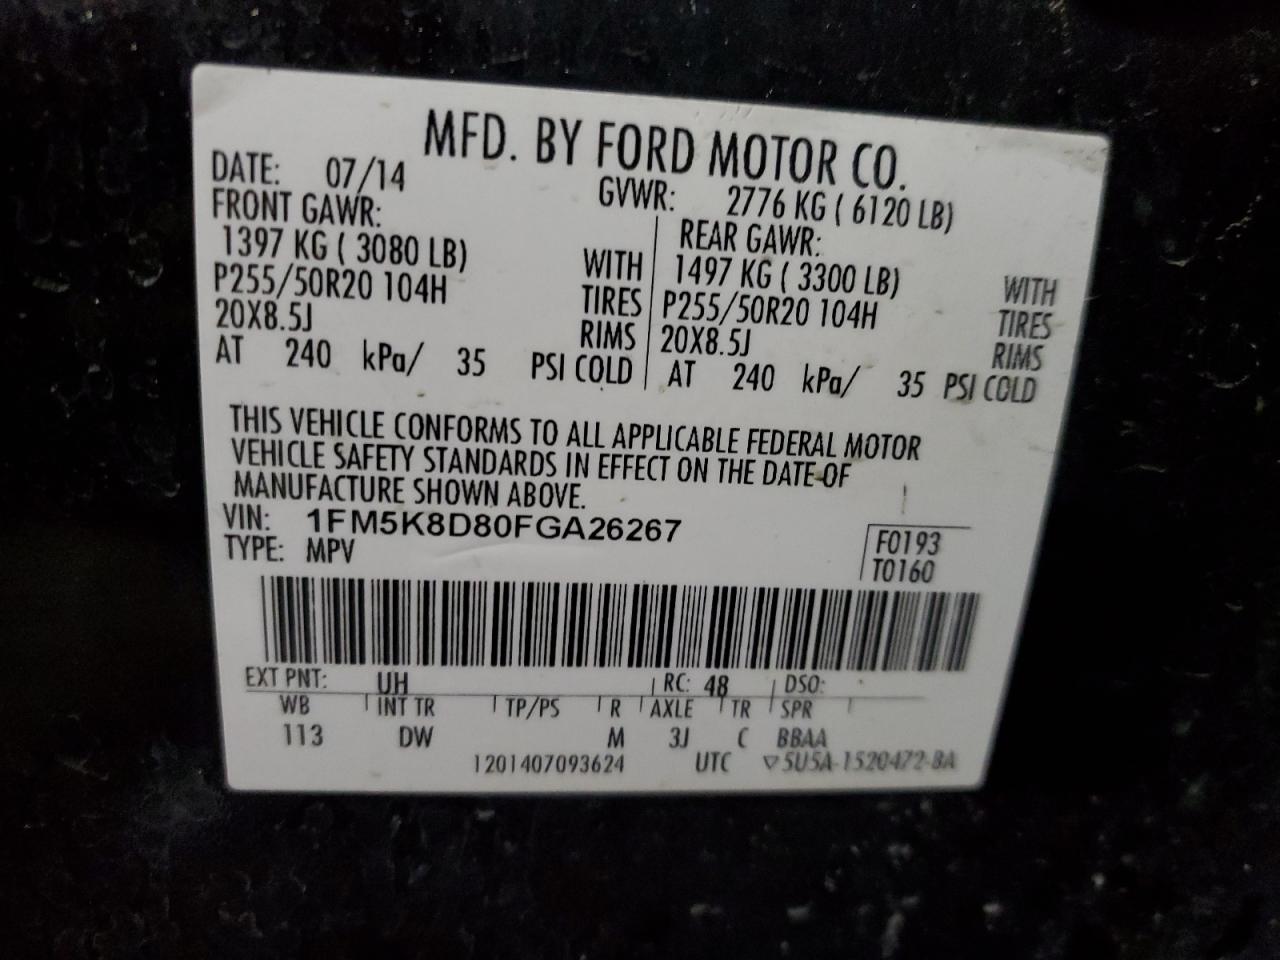 MFD. BY FORD MOTOR CO.
DATE: 07/14 GVWR: 2776 KG ( 6120 LB)
FRONT GAWR: REAR GAWR:
1397 KG ( 3080 LB) WITH 1497 KG ( 3300 LB) WITH
P255/50R20 104H TIRES P255/50R20 104H TIRES
20X8.5J RIMS 20X8.5J RIMS
AT 240 kPa/ 35 PSI COLD AT 240 kPa/ 35 PSI COLD
THIS VEHICLE CONFORMS TO ALL APPLICABLE FEDERAL MOTOR
VEHICLE SAFETY STANDARDS IN EFFECT ON THE DATE OF
MANUFACTURE SHOWN ABOVE.
VIN: 1FM5K8D80FGA26267
TYPE: MPV
F0193
T0160
EXT PNT: UH RC: 48 DSO:
WB INT TR TP/PS R AXLE TR SPR
113 DW M 3J C BBAA
1201407093624 UTC ▽5U5A-1520472-BA